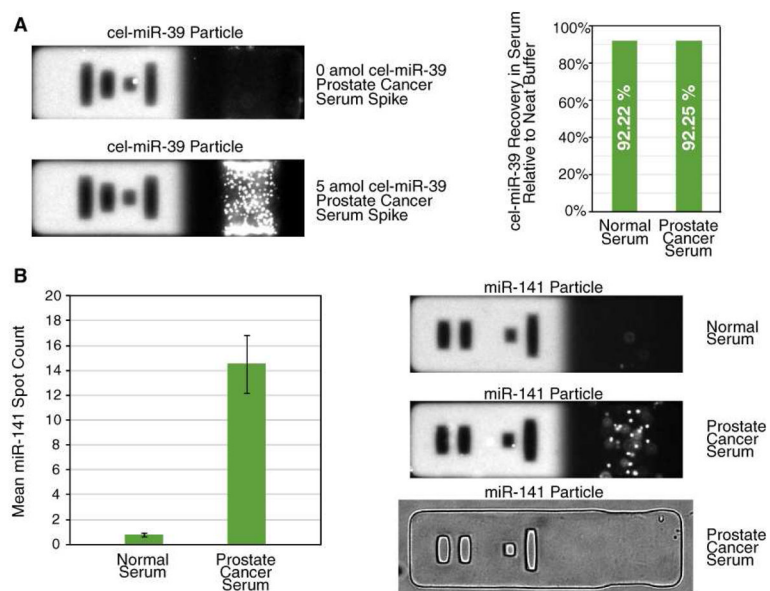 A
cel-miR-39 Particle
0 amol cel-miR-39
Prostate Cancer
Serum Spike
cel-miR-39 Particle
5 amol cel-miR-39
Prostate Cancer
Serum Spike
cel-miR-39 Recovery in Serum
Relative to Neat Buffer
100%
80%
60%
40%
20%
0%
92.22 %
92.25 %
Normal
Serum
Prostate
Cancer
Serum
B
Mean miR-141 Spot Count
20
18
16
14
12
10
8
6
4
2
0
Normal
Serum
Prostate
Cancer
Serum
miR-141 Particle
Normal
Serum
miR-141 Particle
Prostate
Cancer
Serum
miR-141 Particle
Prostate
Cancer
Serum